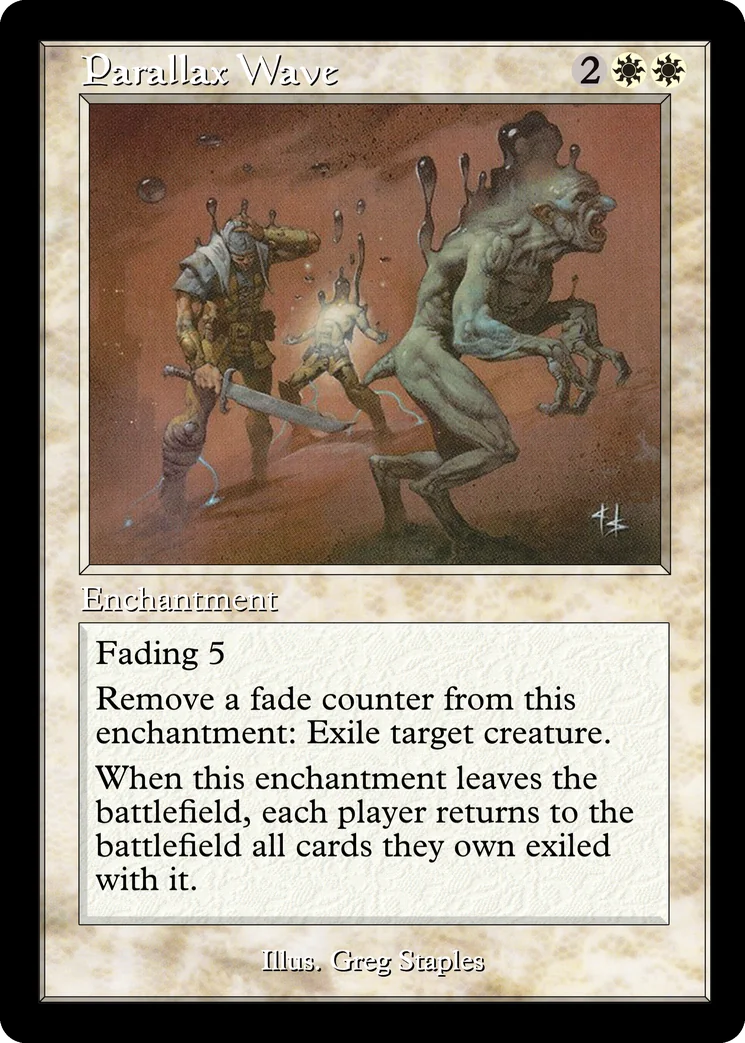 Parallax Wave 2
Enchantment
Fading 5
Remove a fade counter from this
enchantment: Exile target creature.
When this enchantment leaves the
battlefield, each player returns to the
battlefield all cards they own exiled
with it.
Illus. Greg Staples